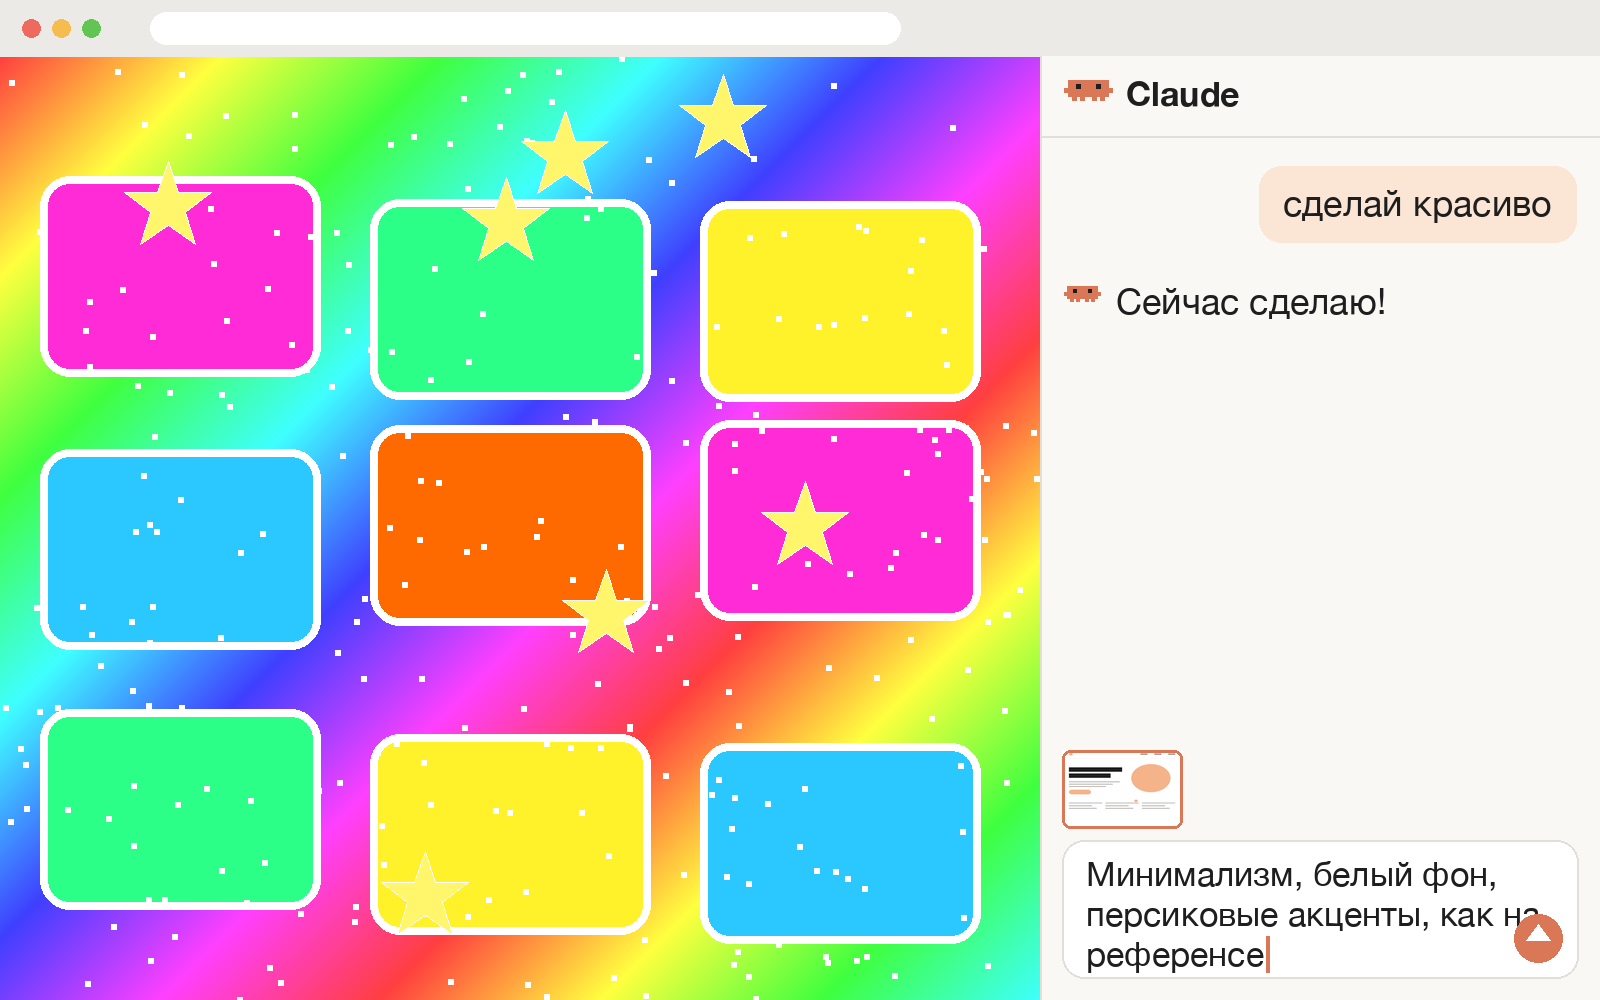 Claude
сделай красиво
Сейчас сделаю!
Минимализм, белый фон,
персиковые акценты, как на
референсе